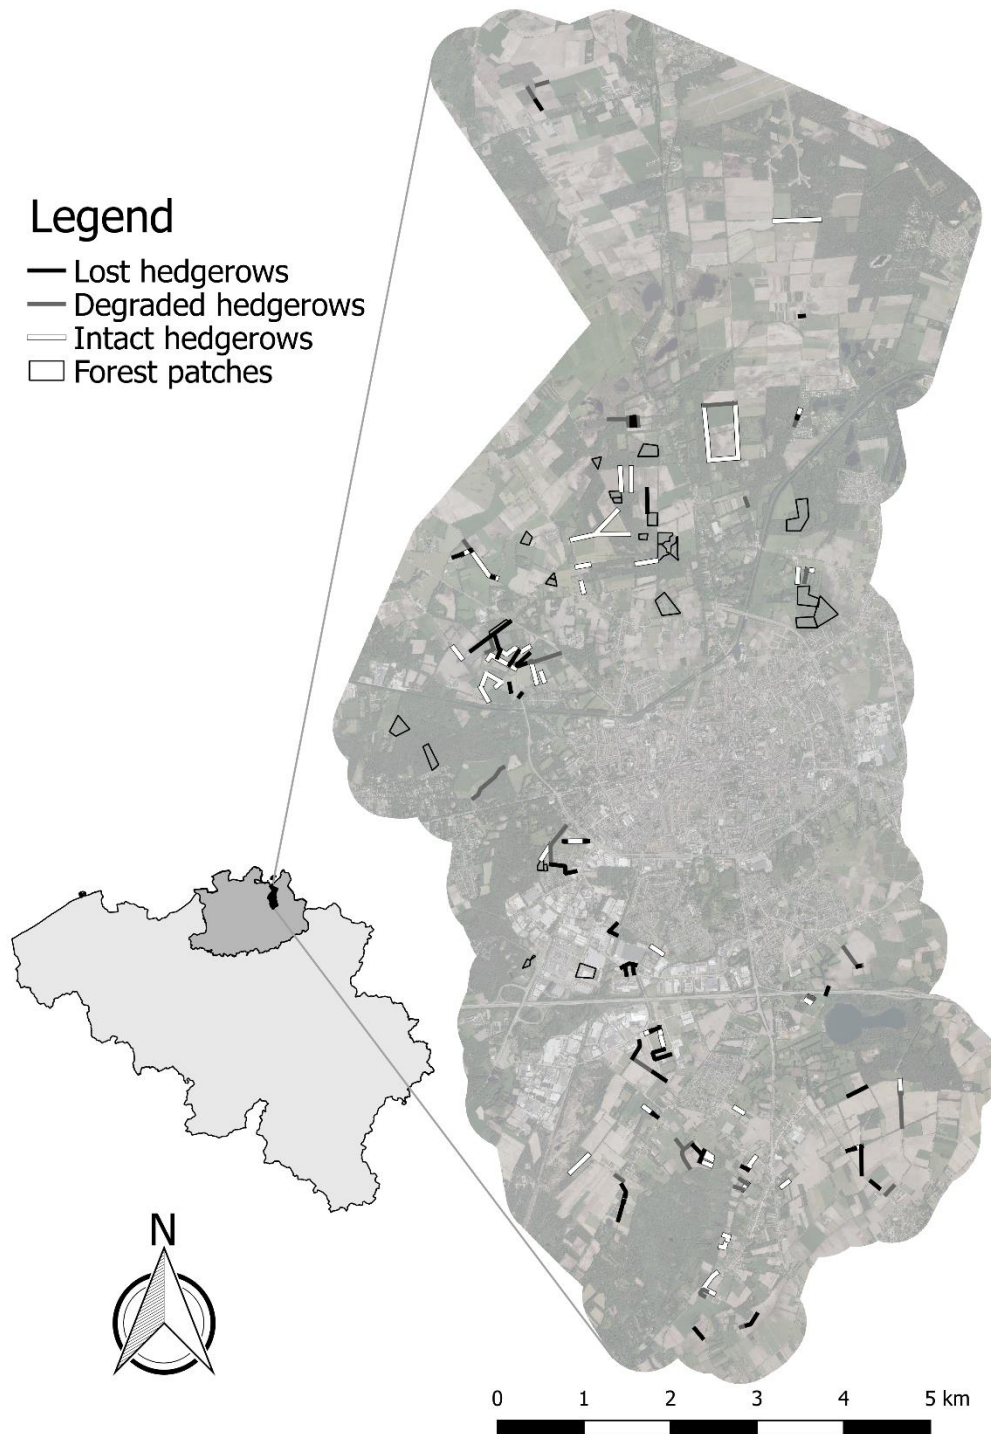 Legend
Lost hedgerows
Degraded hedgerows
Intact hedgerows
Forest patches
N
0 1 2 3 4 5 km